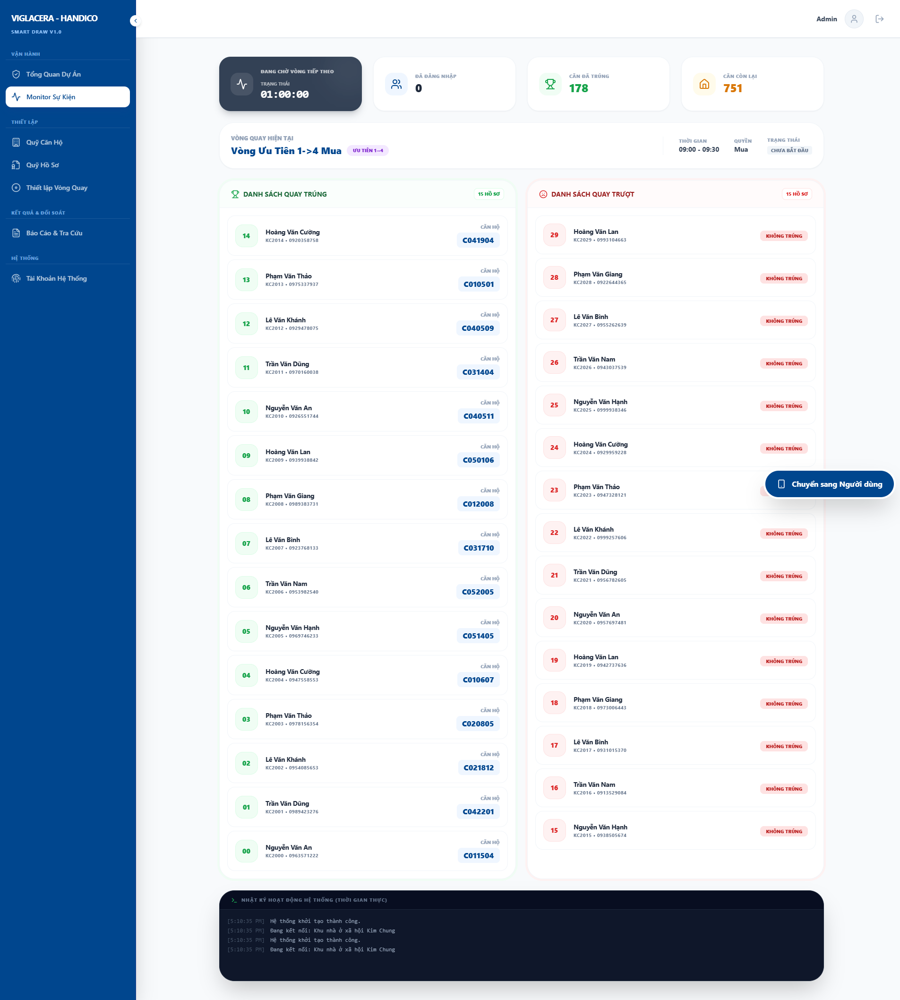 VIGLACERA - HANDICO
SMART DRAW V1.0
VẬN HÀNH
Tổng Quan Dự Án
Monitor Sự Kiện
THIẾT LẬP
Quỹ Căn Hộ
Quỹ Hồ Sơ
Thiết lập Vòng Quay
KẾT QUẢ & ĐỐI SOÁT
Báo Cáo & Tra Cứu
HỆ THỐNG
Tài Khoản Hệ Thống
Admin
ĐANG CHỜ VÒNG TIẾP THEO
TRẠNG THÁI
01:00:00
ĐÃ ĐĂNG NHẬP
0
CĂN ĐÃ TRÚNG
178
CĂN CÒN LẠI
751
VÒNG QUAY HIỆN TẠI
Vòng Ưu Tiên 1->4 Mua
ƯU TIÊN 1–4
THỜI GIAN
09:00 - 09:30
QUYỀN
Mua
TRẠNG THÁI
CHƯA BẮT ĐẦU
DANH SÁCH QUAY TRÚNG
15 HỒ SƠ
14
Hoàng Văn Cường
KC2014 • 0920358758
CĂN HỘ
C041904
13
Phạm Văn Thảo
KC2013 • 0975337937
CĂN HỘ
C010501
12
Lê Văn Khánh
KC2012 • 0929478075
CĂN HỘ
C040509
11
Trần Văn Dũng
KC2011 • 0970160038
CĂN HỘ
C031404
10
Nguyễn Văn An
KC2010 • 0926551744
CĂN HỘ
C040511
09
Hoàng Văn Lan
KC2009 • 0939938842
CĂN HỘ
C050106
08
Phạm Văn Giang
KC2008 • 0989383731
CĂN HỘ
C012008
07
Lê Văn Bình
KC2007 • 0923768133
CĂN HỘ
C031710
06
Trần Văn Nam
KC2006 • 0953982540
CĂN HỘ
C052005
05
Nguyễn Văn Hạnh
KC2005 • 0969746233
CĂN HỘ
C051405
04
Hoàng Văn Cường
KC2004 • 0947558553
CĂN HỘ
C010607
03
Phạm Văn Thảo
KC2003 • 0978156354
CĂN HỘ
C020805
02
Lê Văn Khánh
KC2002 • 0954085653
CĂN HỘ
C021812
01
Trần Văn Dũng
KC2001 • 0989423276
CĂN HỘ
C042201
00
Nguyễn Văn An
KC2000 • 0963571222
CĂN HỘ
C011504
DANH SÁCH QUAY TRƯỢT
15 HỒ SƠ
29
Hoàng Văn Lan
KC2029 • 0993104663
KHÔNG TRÚNG
28
Phạm Văn Giang
KC2028 • 0922644365
KHÔNG TRÚNG
27
Lê Văn Bình
KC2027 • 0955262639
KHÔNG TRÚNG
26
Trần Văn Nam
KC2026 • 0943037539
KHÔNG TRÚNG
25
Nguyễn Văn Hạnh
KC2025 • 0999938346
KHÔNG TRÚNG
24
Hoàng Văn Cường
KC2024 • 0929959228
KHÔNG TRÚNG
23
Phạm Văn Thảo
KC2023 • 0947328121
Chuyển sang Người dùng
22
Lê Văn Khánh
KC2022 • 0999257606
KHÔNG TRÚNG
21
Trần Văn Dũng
KC2021 • 0956782605
KHÔNG TRÚNG
20
Nguyễn Văn An
KC2020 • 0957697481
KHÔNG TRÚNG
19
Hoàng Văn Lan
KC2019 • 0942737636
KHÔNG TRÚNG
18
Phạm Văn Giang
KC2018 • 0973006443
KHÔNG TRÚNG
17
Lê Văn Bình
KC2017 • 0931015370
KHÔNG TRÚNG
16
Trần Văn Nam
KC2016 • 0913529084
KHÔNG TRÚNG
15
Nguyễn Văn Hạnh
KC2015 • 0938505674
KHÔNG TRÚNG
NHẬT KÝ HOẠT ĐỘNG HỆ THỐNG (THỜI GIAN THỰC)
[5:10:35 PM] Hệ thống khởi tạo thành công.
[5:10:35 PM] Đang kết nối: Khu nhà ở xã hội Kim Chung
[5:10:35 PM] Hệ thống khởi tạo thành công.
[5:10:35 PM] Đang kết nối: Khu nhà ở xã hội Kim Chung